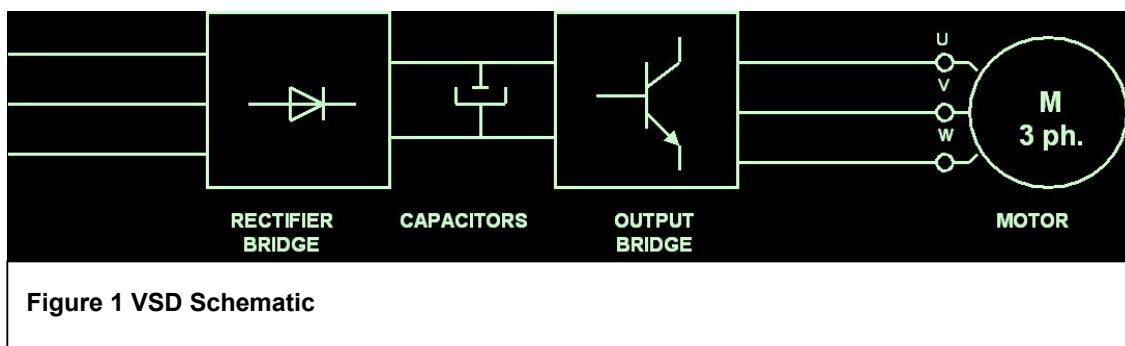 U
V
W
M
3 ph.
RECTIFIER
BRIDGE
CAPACITORS
OUTPUT
BRIDGE
MOTOR
Figure 1 VSD Schematic